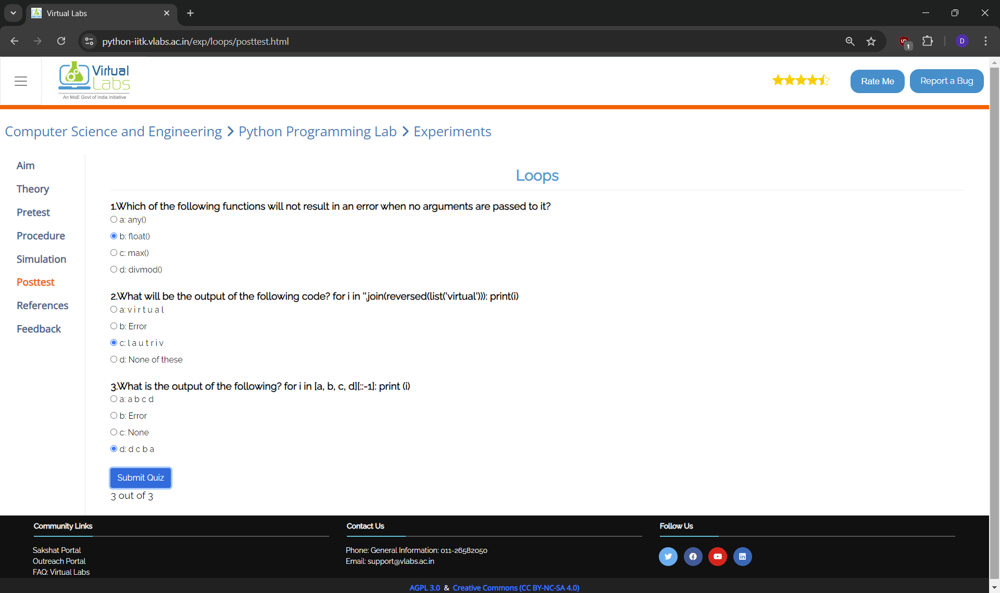 Virtual Labs
python-iitk.vlabs.ac.in/exp/loops/posttest.html
1
D
Virtual
Labs
An MoE Govt of India Initiative
Rate Me
Report a Bug
Computer Science and Engineering > Python Programming Lab > Experiments
Aim
Theory
Pretest
Procedure
Simulation
Posttest
References
Feedback
Loops
1.Which of the following functions will not result in an error when no arguments are passed to it?
a: any()
b: float()
c: max()
d: divmod()
2.What will be the output of the following code? for i in ''.join(reversed(list('virtual'))): print(i)
a: v i r t u a l
b: Error
c: l a u t r i v
d: None of these
3.What is the output of the following? for i in [a, b, c, d][::-1]: print (i)
a: a b c d
b: Error
c: None
d: d c b a
Submit Quiz
3 out of 3
Community Links
Sakshat Portal
Outreach Portal
FAQ: Virtual Labs
Contact Us
Phone: General Information: 011-26582050
Email: support@vlabs.ac.in
Follow Us
AGPL 3.0 & Creative Commons (CC BY-NC-SA 4.0)